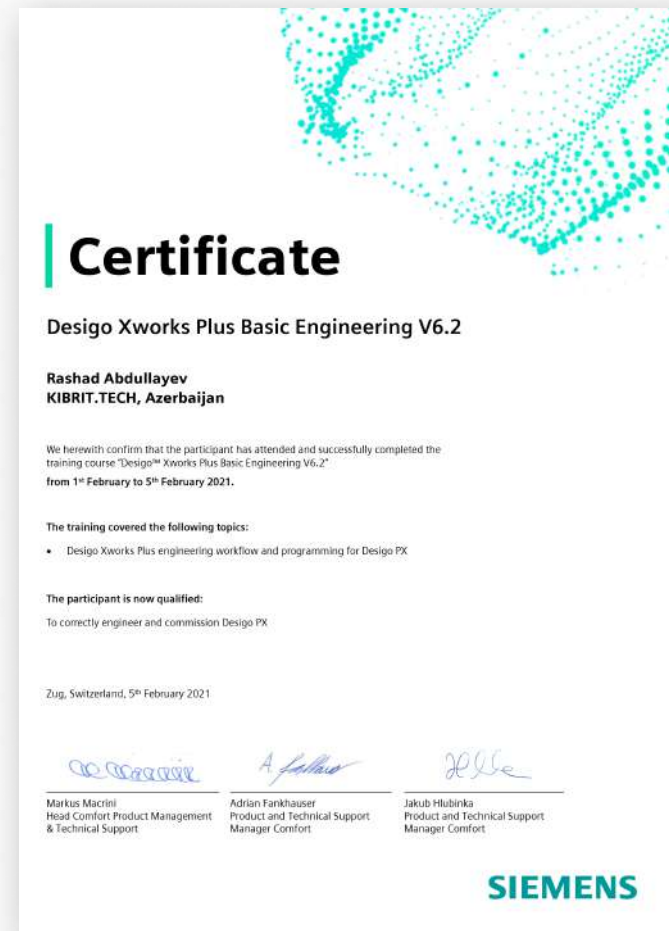 Certificate
Desigo Xworks Plus Basic Engineering V6.2
Rashad Abdullayev
KIBRIT.TECH, Azerbaijan
We herewith confirm that the participant has attended and successfully completed the
training course "Desigo™ Xworks Plus Basic Engineering V6.2"
from 1st February to 5th February 2021.
The training covered the following topics:
• Desigo Xworks Plus engineering workflow and programming for Desigo PX
The participant is now qualified:
To correctly engineer and commission Desigo PX
Zug, Switzerland, 5th February 2021
Markus Macrini
Head Comfort Product Management
& Technical Support
Adrian Fankhauser
Product and Technical Support
Manager Comfort
Jakub Hlubinka
Product and Technical Support
Manager Comfort
SIEMENS